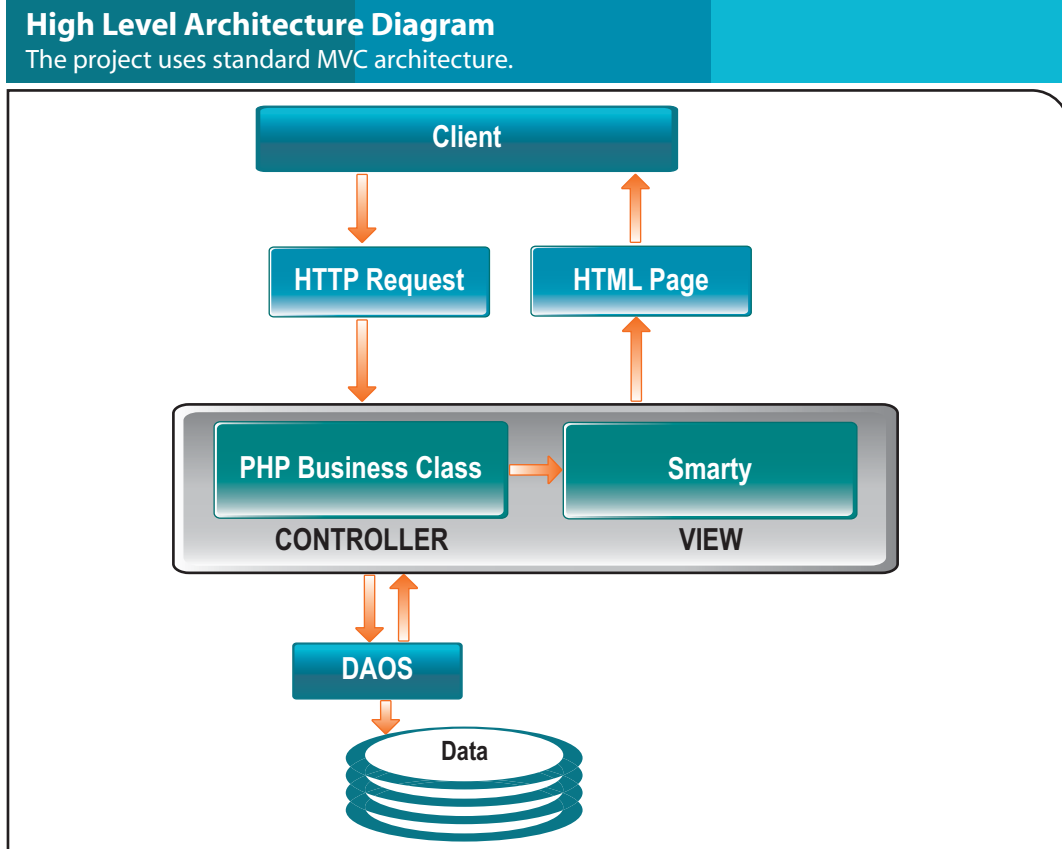 High Level Architecture Diagram
The project uses standard MVC architecture.
Client
HTTP Request
HTML Page
PHP Business Class
Smarty
CONTROLLER
VIEW
DAOS
Data